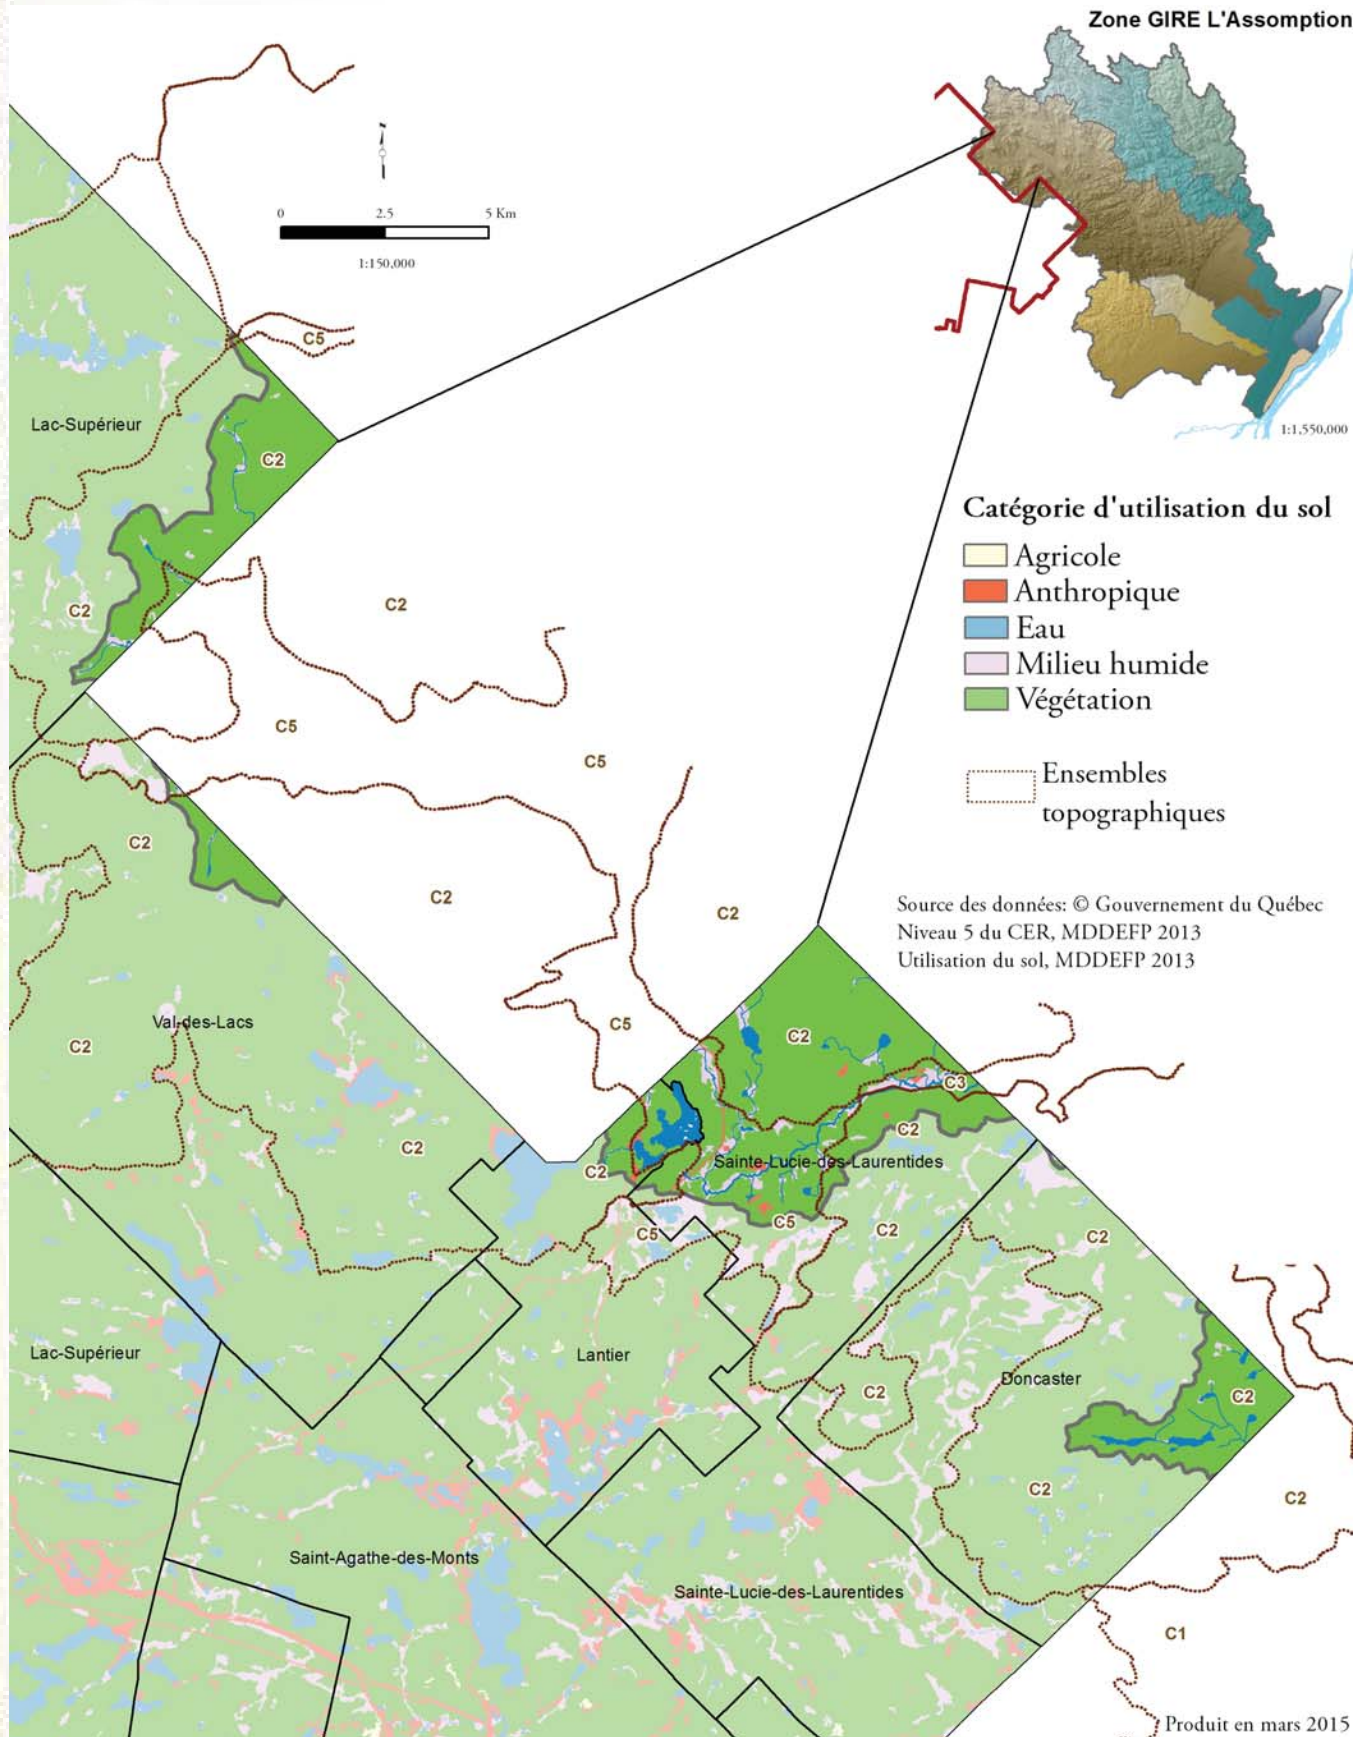 Zone GIRE L'Assomption
0 2.5 5 Km
1:150,000
C5
Lac-Supérieur
1:1,550,000
C2
Catégorie d'utilisation du sol
Agricole
Anthropique
Eau
Milieu humide
Végétation
Ensembles
topographiques
C2
C2
C5
C5
C2
C2
C2
Source des données: © Gouvernement du Québec
Niveau 5 du CER, MDDEFP 2013
Utilisation du sol, MDDEFP 2013
Val-des-Lacs
C5
C2
C2
C3
C2
C2
Sainte-Lucie-des-Laurentides
C2
C5
C5
C2
C2
Lac-Supérieur
Lantier
Doncaster
C2
C2
C2
C2
Saint-Agathe-des-Monts
Sainte-Lucie-des-Laurentides
C1
Produit en mars 2015